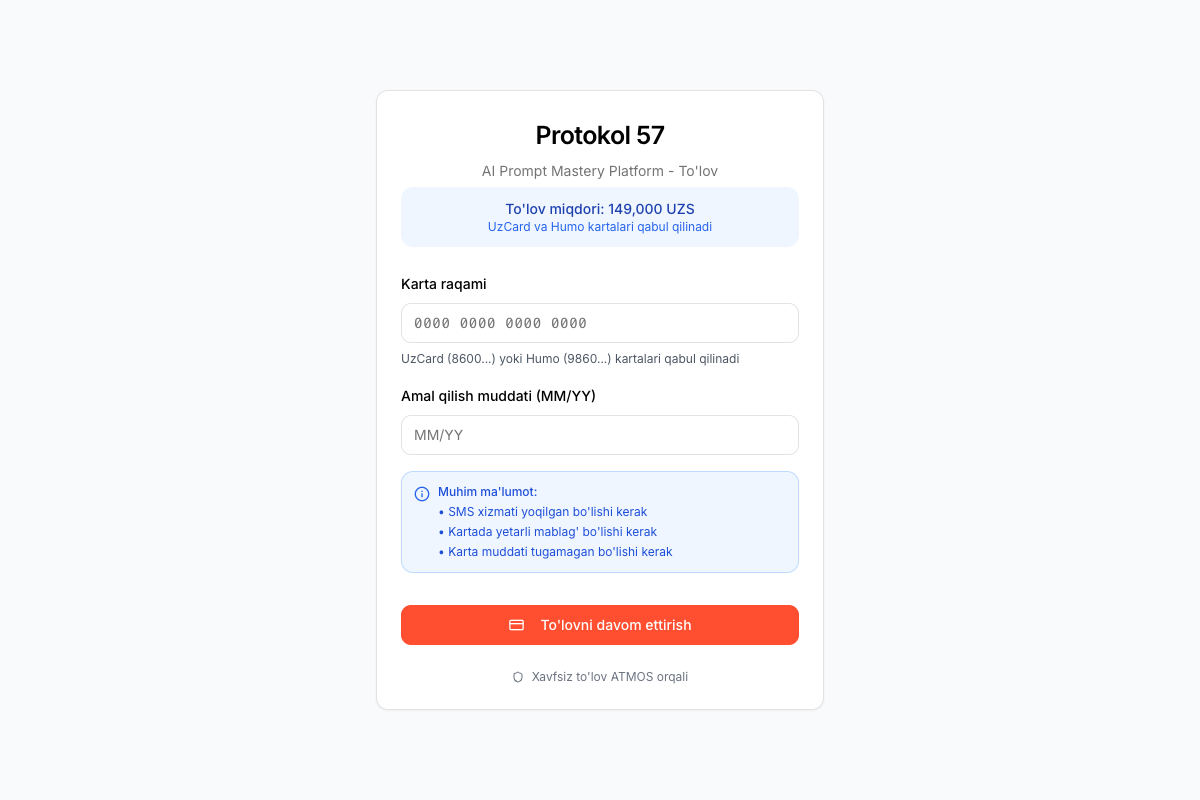 Protokol 57
AI Prompt Mastery Platform - To'lov
To'lov miqdori: 149,000 UZS
UzCard va Humo kartalari qabul qilinadi
Karta raqami
0000 0000 0000 0000
UzCard (8600...) yoki Humo (9860...) kartalari qabul qilinadi
Amal qilish muddati (MM/YY)
MM/YY
Muhim ma'lumot:
• SMS xizmati yoqilgan bo'lishi kerak
• Kartada yetarli mablag' bo'lishi kerak
• Karta muddati tugamagan bo'lishi kerak
To'lovni davom ettirish
Xavfsiz to'lov ATMOS orqali